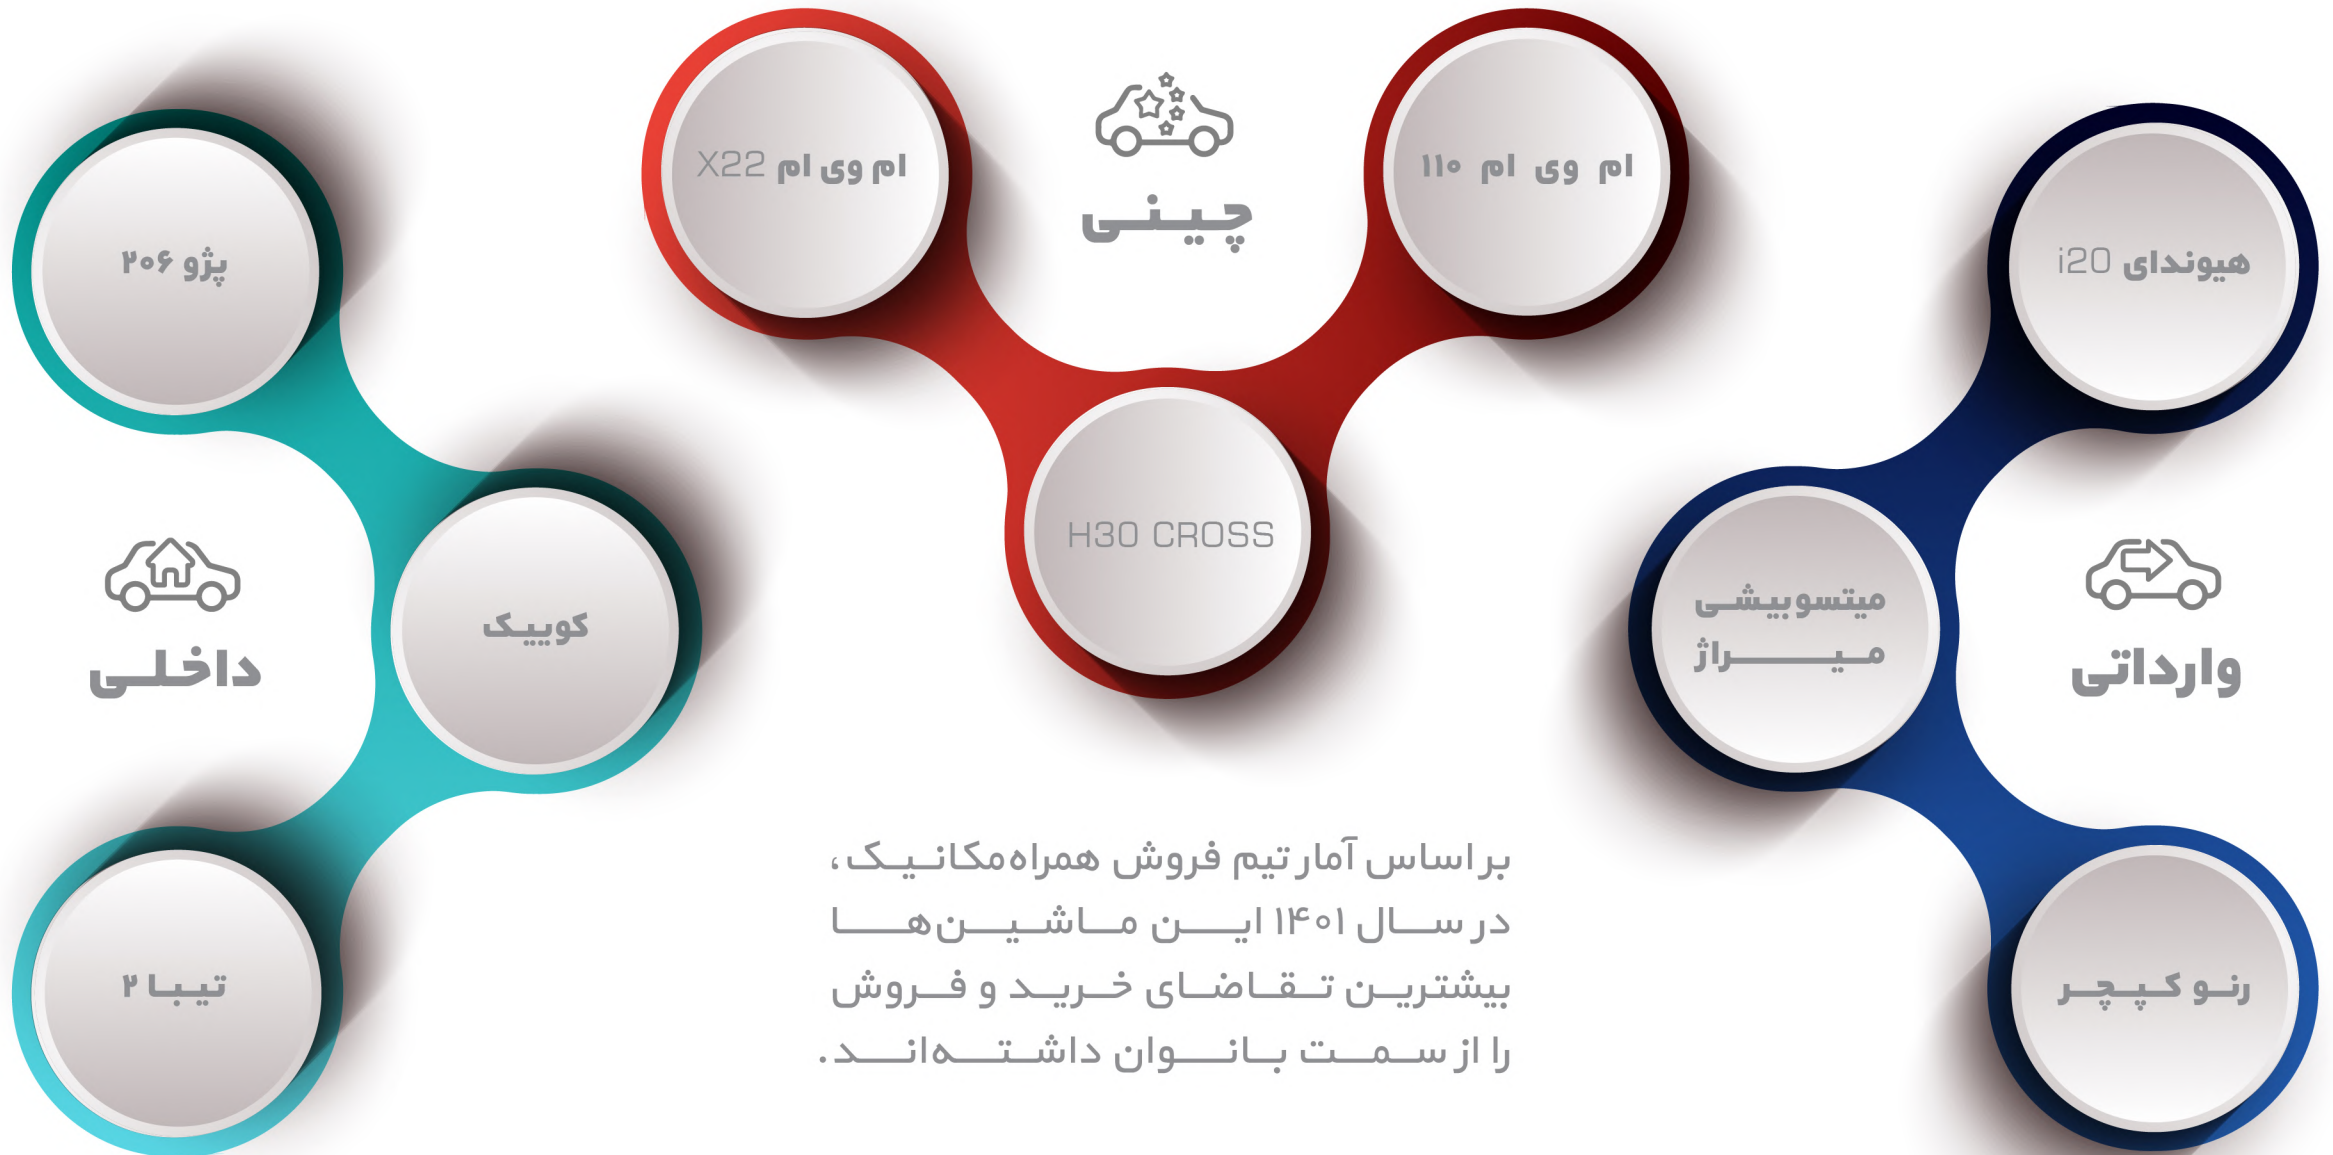 وارداتی
هیوندای i20
میتسوبیشی
میراژ
رنو کپچر
چینی
ام وی ام ۱۱۰
ام وی ام X22
H30 CROSS
داخلی
پژو ۲۰۶
کوییک
تیبا ۲
بر اساس آمار تیم فروش همراه‌مکانیک،
در سال ۱۴۰۱ این ماشین‌ها
بیشترین تقاضای خرید و فروش
را از سمت بانوان داشته‌اند.